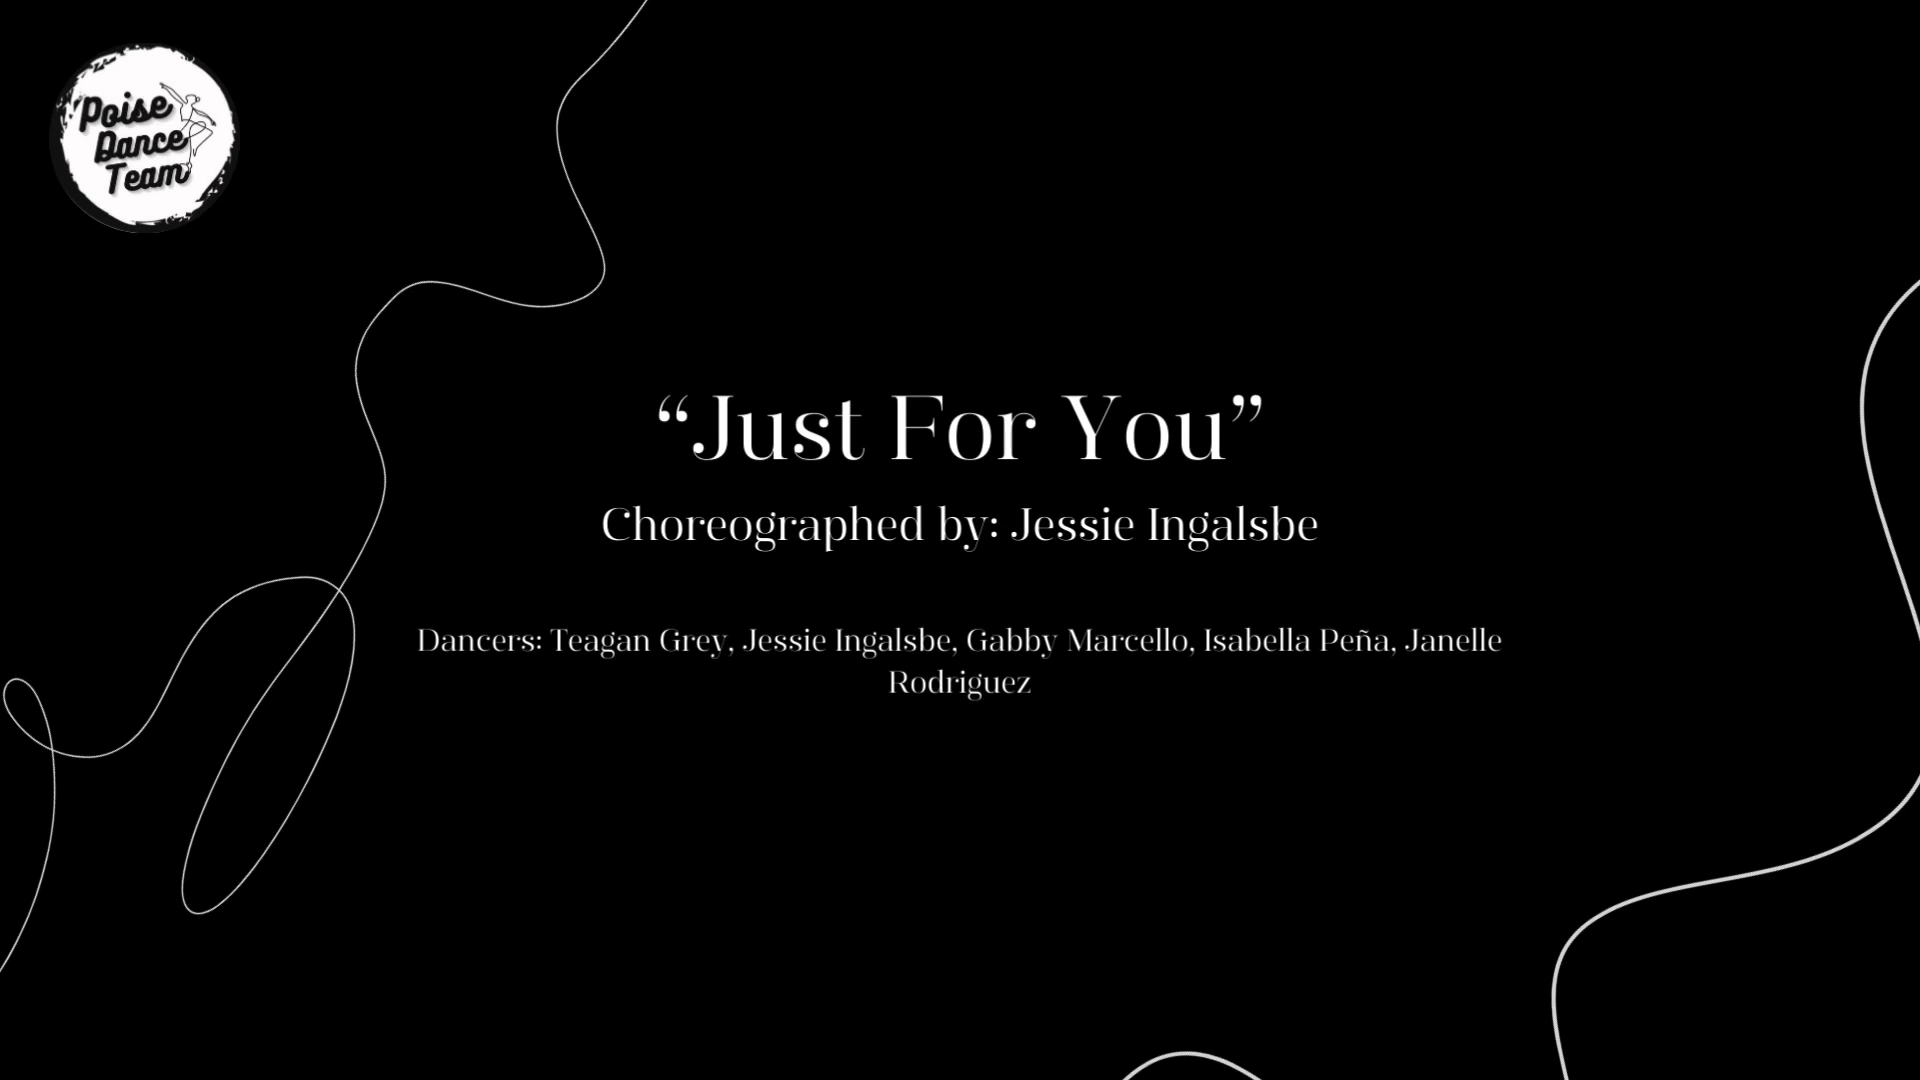 Poise
Dance
Team
“Just For You”
Choreographed by: Jessie Ingalsbe
Dancers: Teagan Grey, Jessie Ingalsbe, Gabby Marcello, Isabella Peña, Janelle
Rodriguez